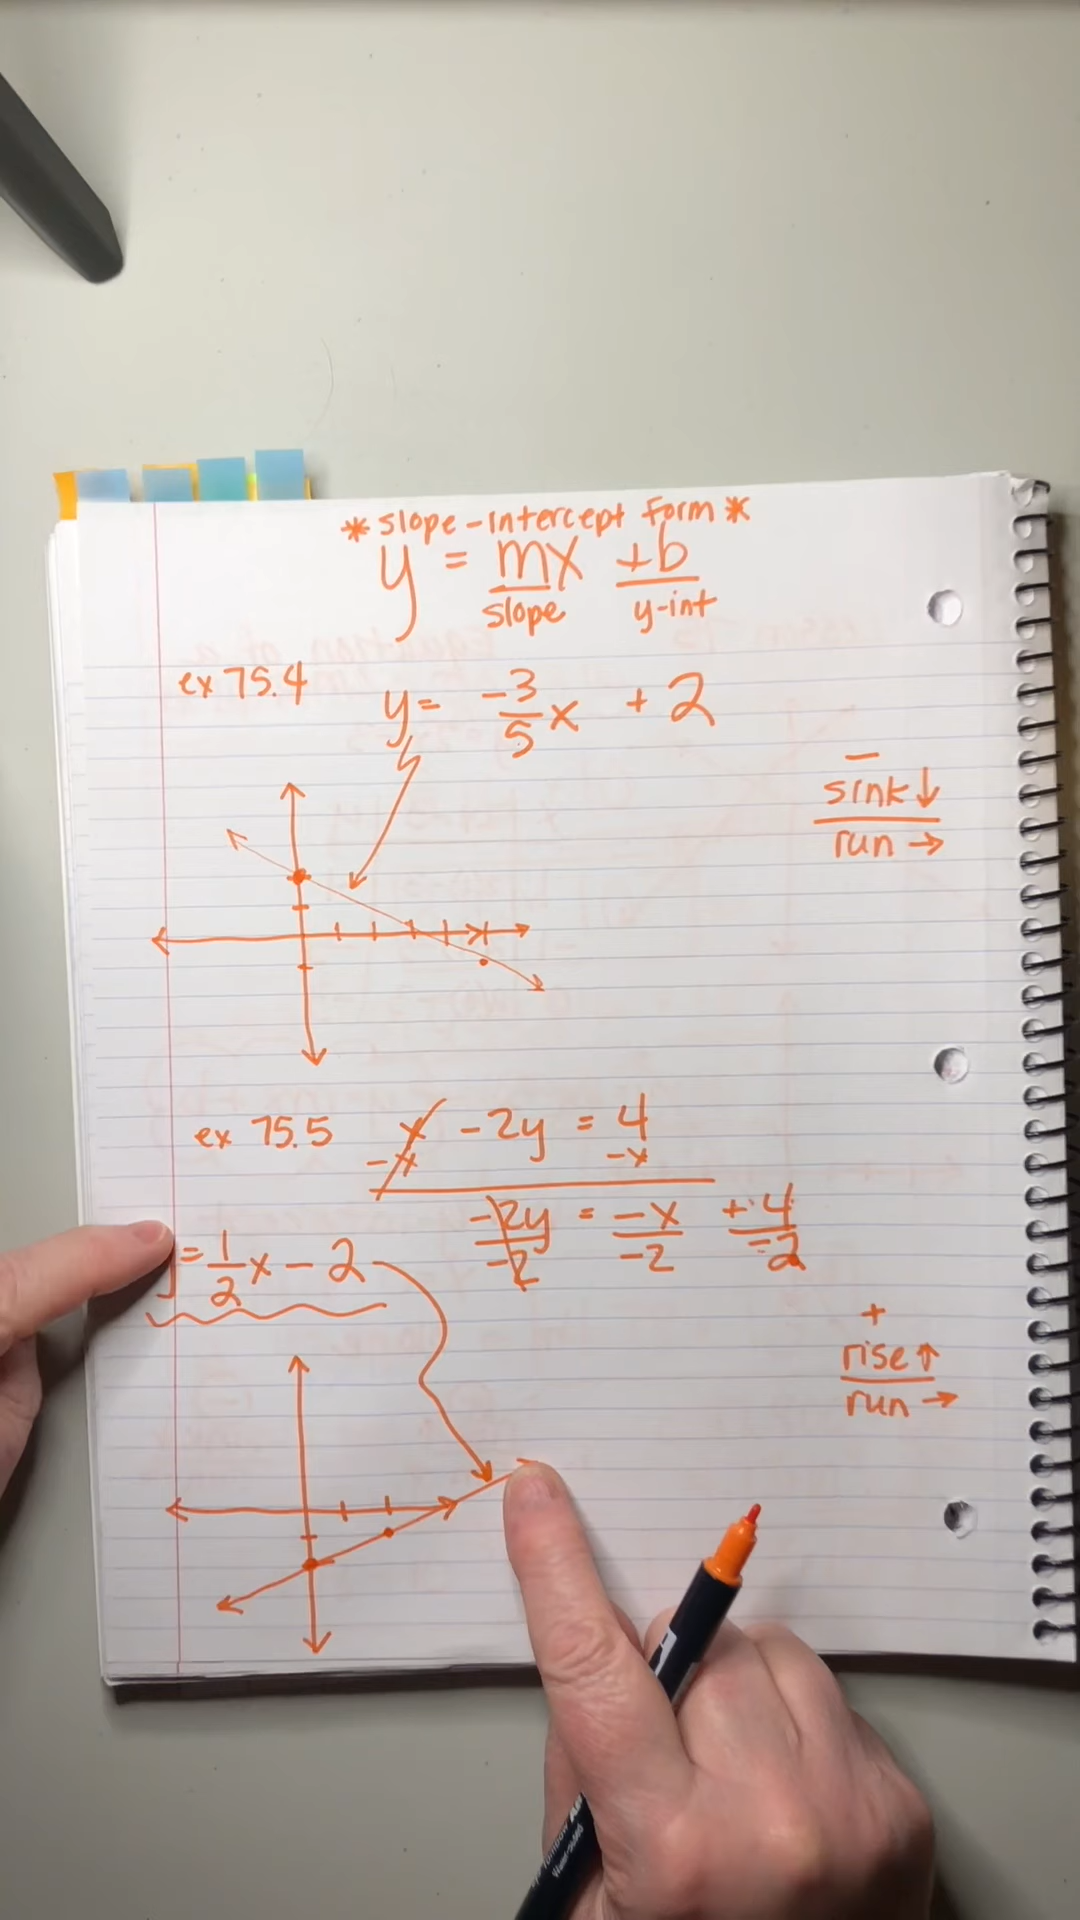 *slope-intercept form*
y = mx +b
slope y-int
ex 75.4 y = -3/5 x + 2
-
sink↓
run →
ex 75.5 x - 2y = 4
-x -x
-2y/-2 = -x/-2 + 4/-2
= 1/2 x - 2
+
rise↑
run →